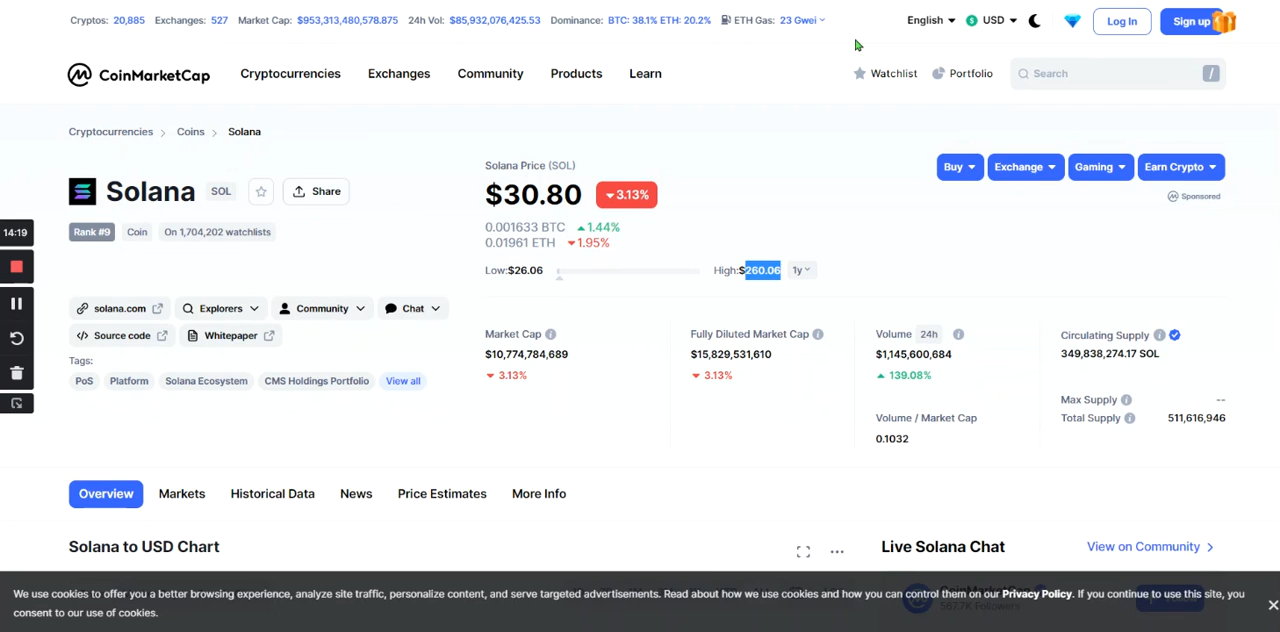 Cryptos: 20,885 Exchanges: 527 Market Cap: $953,313,480,578.875 24h Vol: $85,932,076,425.53 Dominance: BTC: 38.1% ETH: 20.2% ETH Gas: 23 Gwei English USD Log In Sign up
CoinMarketCap Cryptocurrencies Exchanges Community Products Learn Watchlist Portfolio Search /
Cryptocurrencies > Coins > Solana
Solana Price (SOL)
Buy Exchange Gaming Earn Crypto
Solana SOL Share
$30.80 3.13%
Sponsored
Rank #9 Coin On 1,704,202 watchlists
0.001633 BTC 1.44%
0.01961 ETH 1.95%
14:19
Low:$26.06 High:$260.06 1y
solana.com Explorers Community Chat
Source code Whitepaper
Tags:
PoS Platform Solana Ecosystem CMS Holdings Portfolio View all
Market Cap
$10,774,784,689
3.13%
Fully Diluted Market Cap
$15,829,531,610
3.13%
Volume 24h
$1,145,600,684
139.08%
Volume / Market Cap
0.1032
Circulating Supply
349,838,274.17 SOL
Max Supply --
Total Supply 511,616,946
Overview Markets Historical Data News Price Estimates More Info
Solana to USD Chart
Live Solana Chat View on Community >
We use cookies to offer you a better browsing experience, analyze site traffic, personalize content, and serve targeted advertisements. Read about how we use cookies and how you can control them on our Privacy Policy. If you continue to use this site, you
consent to our use of cookies.